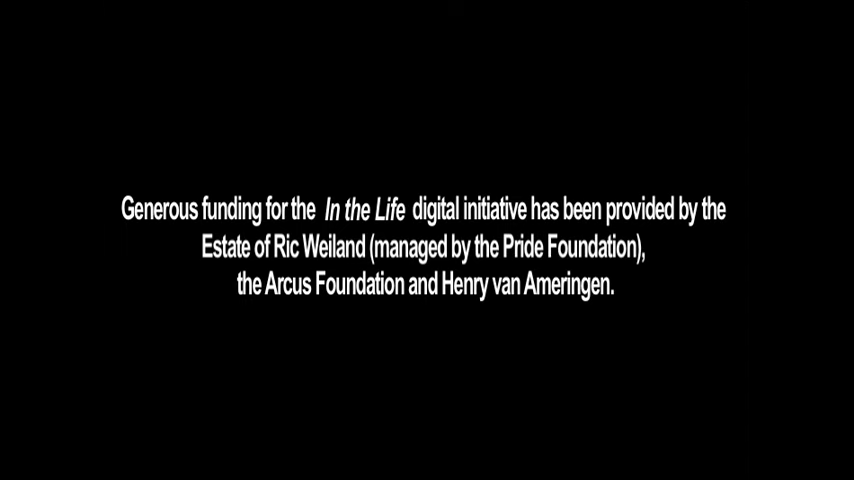 Generous funding for the In the Life digital initiative has been provided by the
Estate of Ric Weiland (managed by the Pride Foundation),
the Arcus Foundation and Henry van Ameringen.